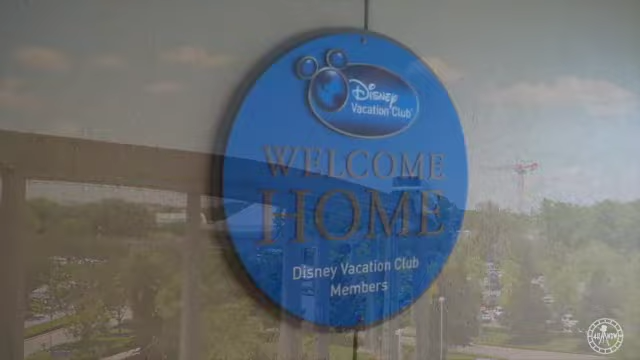 Disney
Vacation Club
WELCOME
HOME
Disney Vacation Club
Members